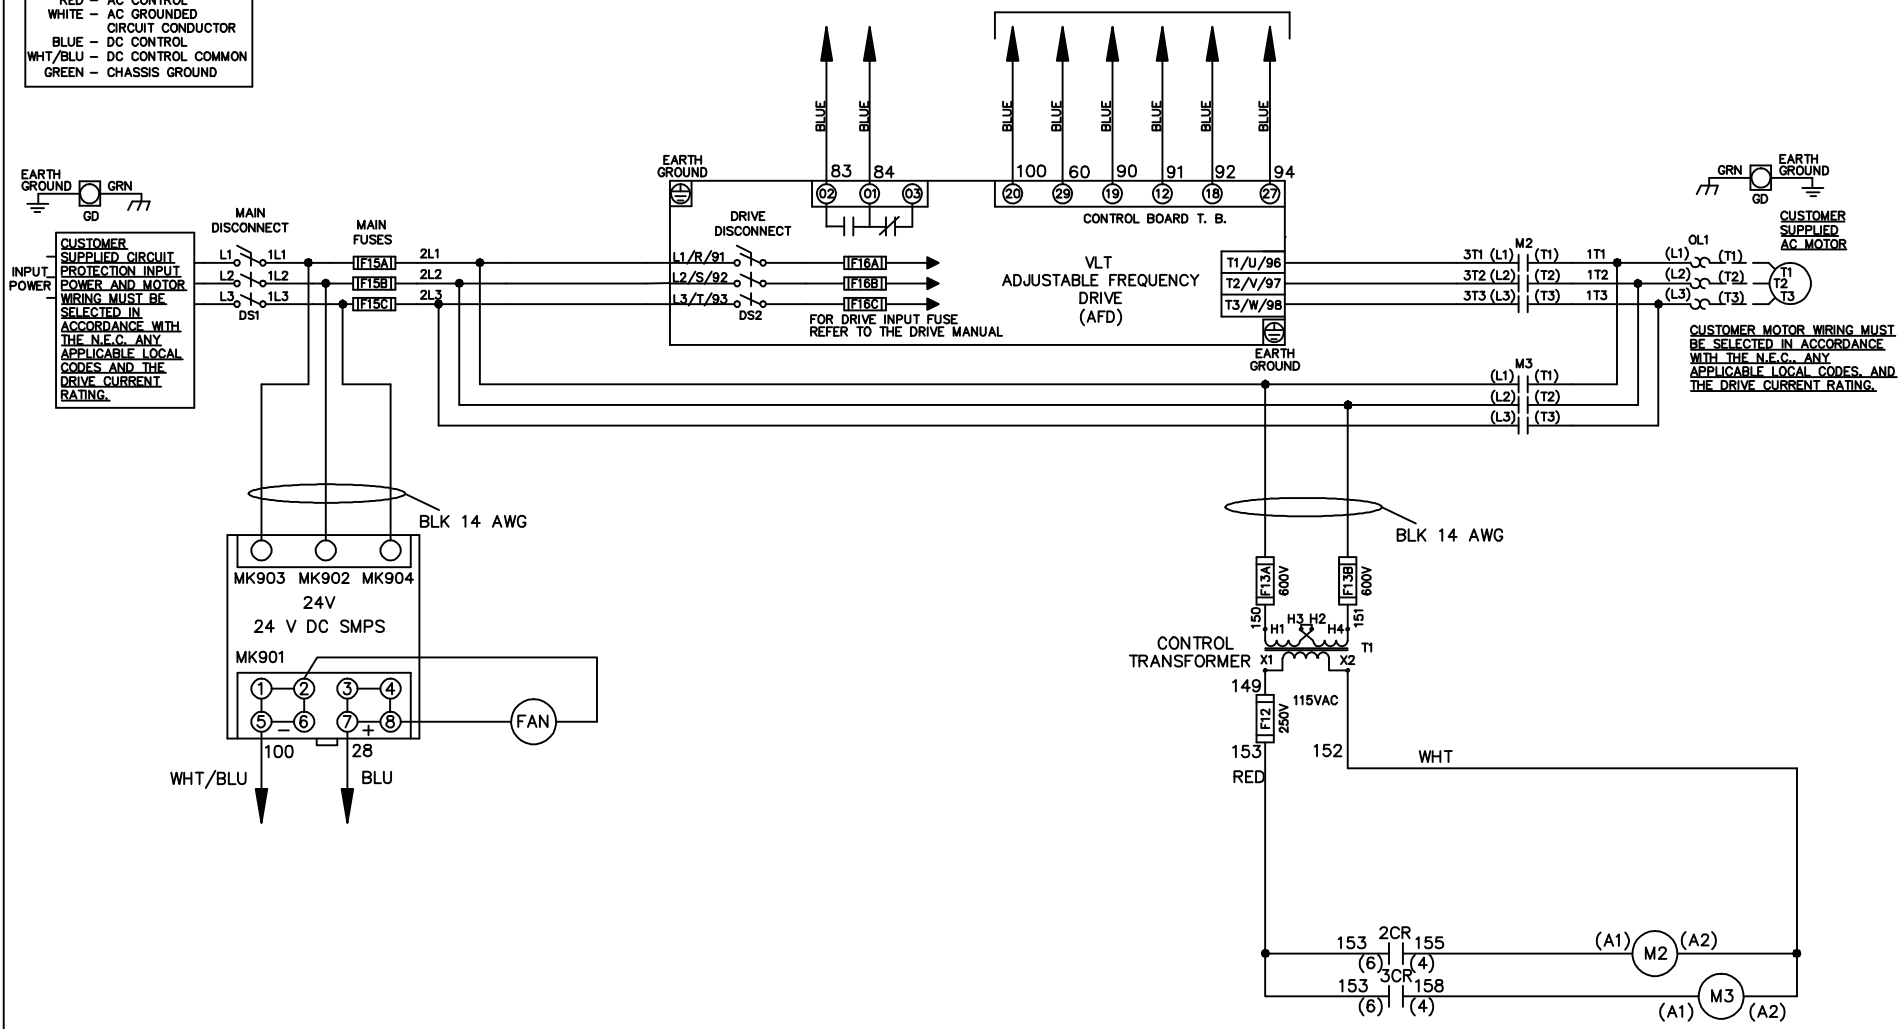 RED – AC CONTROL
WHITE – AC GROUNDED
CIRCUIT CONDUCTOR
BLUE – DC CONTROL
WHT/BLU – DC CONTROL COMMON
GREEN – CHASSIS GROUND
EARTH
GROUND
GRN
GD
INPUT
POWER
CUSTOMER
SUPPLIED CIRCUIT
PROTECTION INPUT
POWER AND MOTOR
WIRING MUST BE
SELECTED IN
ACCORDANCE WITH
THE N.E.C. ANY
APPLICABLE LOCAL
CODES AND THE
DRIVE CURRENT
RATING.
MAIN
DISCONNECT
L1 1L1
L2 1L2
L3 1L3
DS1
MAIN
FUSES
F15A
F15B
F15C
2L1
2L2
2L3
EARTH
GROUND
BLUE BLUE BLUE BLUE BLUE BLUE BLUE BLUE
83 84 100 60 90 91 92 94
02 01 03 20 29 19 12 18 27
CONTROL BOARD T. B.
DRIVE
DISCONNECT
L1/R/91
L2/S/92
L3/T/93
DS2
F16A
F16B
F16C
FOR DRIVE INPUT FUSE
REFER TO THE DRIVE MANUAL
VLT
ADJUSTABLE FREQUENCY
DRIVE
(AFD)
T1/U/96
T2/V/97
T3/W/98
EARTH
GROUND
M2
3T1 (L1) (T1) 1T1
3T2 (L2) (T2) 1T2
3T3 (L3) (T3) 1T3
M3
(L1) (T1)
(L2) (T2)
(L3) (T3)
GRN
GD
EARTH
GROUND
CUSTOMER
SUPPLIED
AC MOTOR
OL1
(L1) (T1)
(L2) (T2)
(L3) (T3)
T1
T2
T3
CUSTOMER MOTOR WIRING MUST
BE SELECTED IN ACCORDANCE
WITH THE N.E.C., ANY
APPLICABLE LOCAL CODES, AND
THE DRIVE CURRENT RATING.
BLK 14 AWG
MK903 MK902 MK904
24V
24 V DC SMPS
MK901
1 2 3 4
5 6 7 8
– +
FAN
100 28
WHT/BLU BLU
BLK 14 AWG
F13A 600V
F13B 600V
150 151
H1 H3 H2 H4
T1
CONTROL
TRANSFORMER
X1 X2
149
115VAC
F12 250V
153 152
RED
WHT
2CR
153 155
(6) (4)
(A1) M2 (A2)
3CR
153 158
(6) (4)
(A1) M3 (A2)